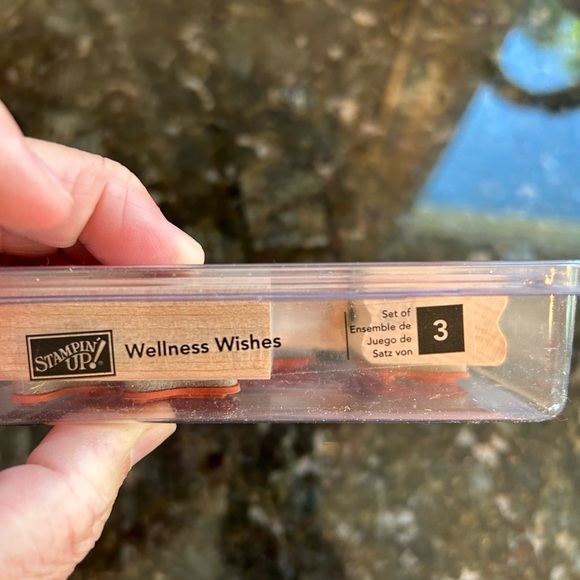 STAMPIN' UP!
Wellness Wishes
Set of
Ensemble de
Juego de
Satz von
3